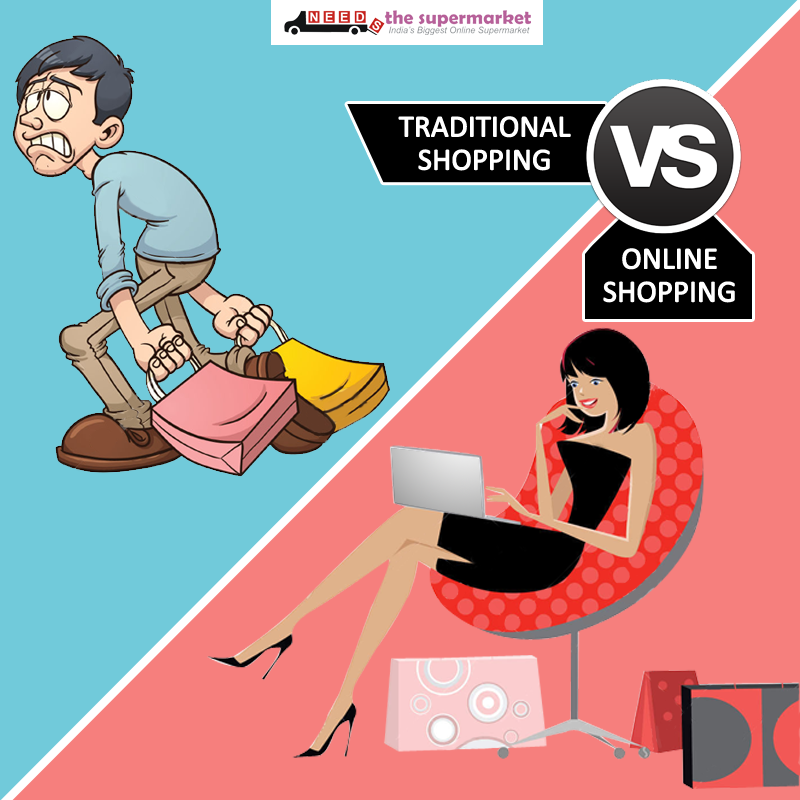 NEEDS the supermarket
India's Biggest Online Supermarket
TRADITIONAL
SHOPPING
VS
ONLINE
SHOPPING